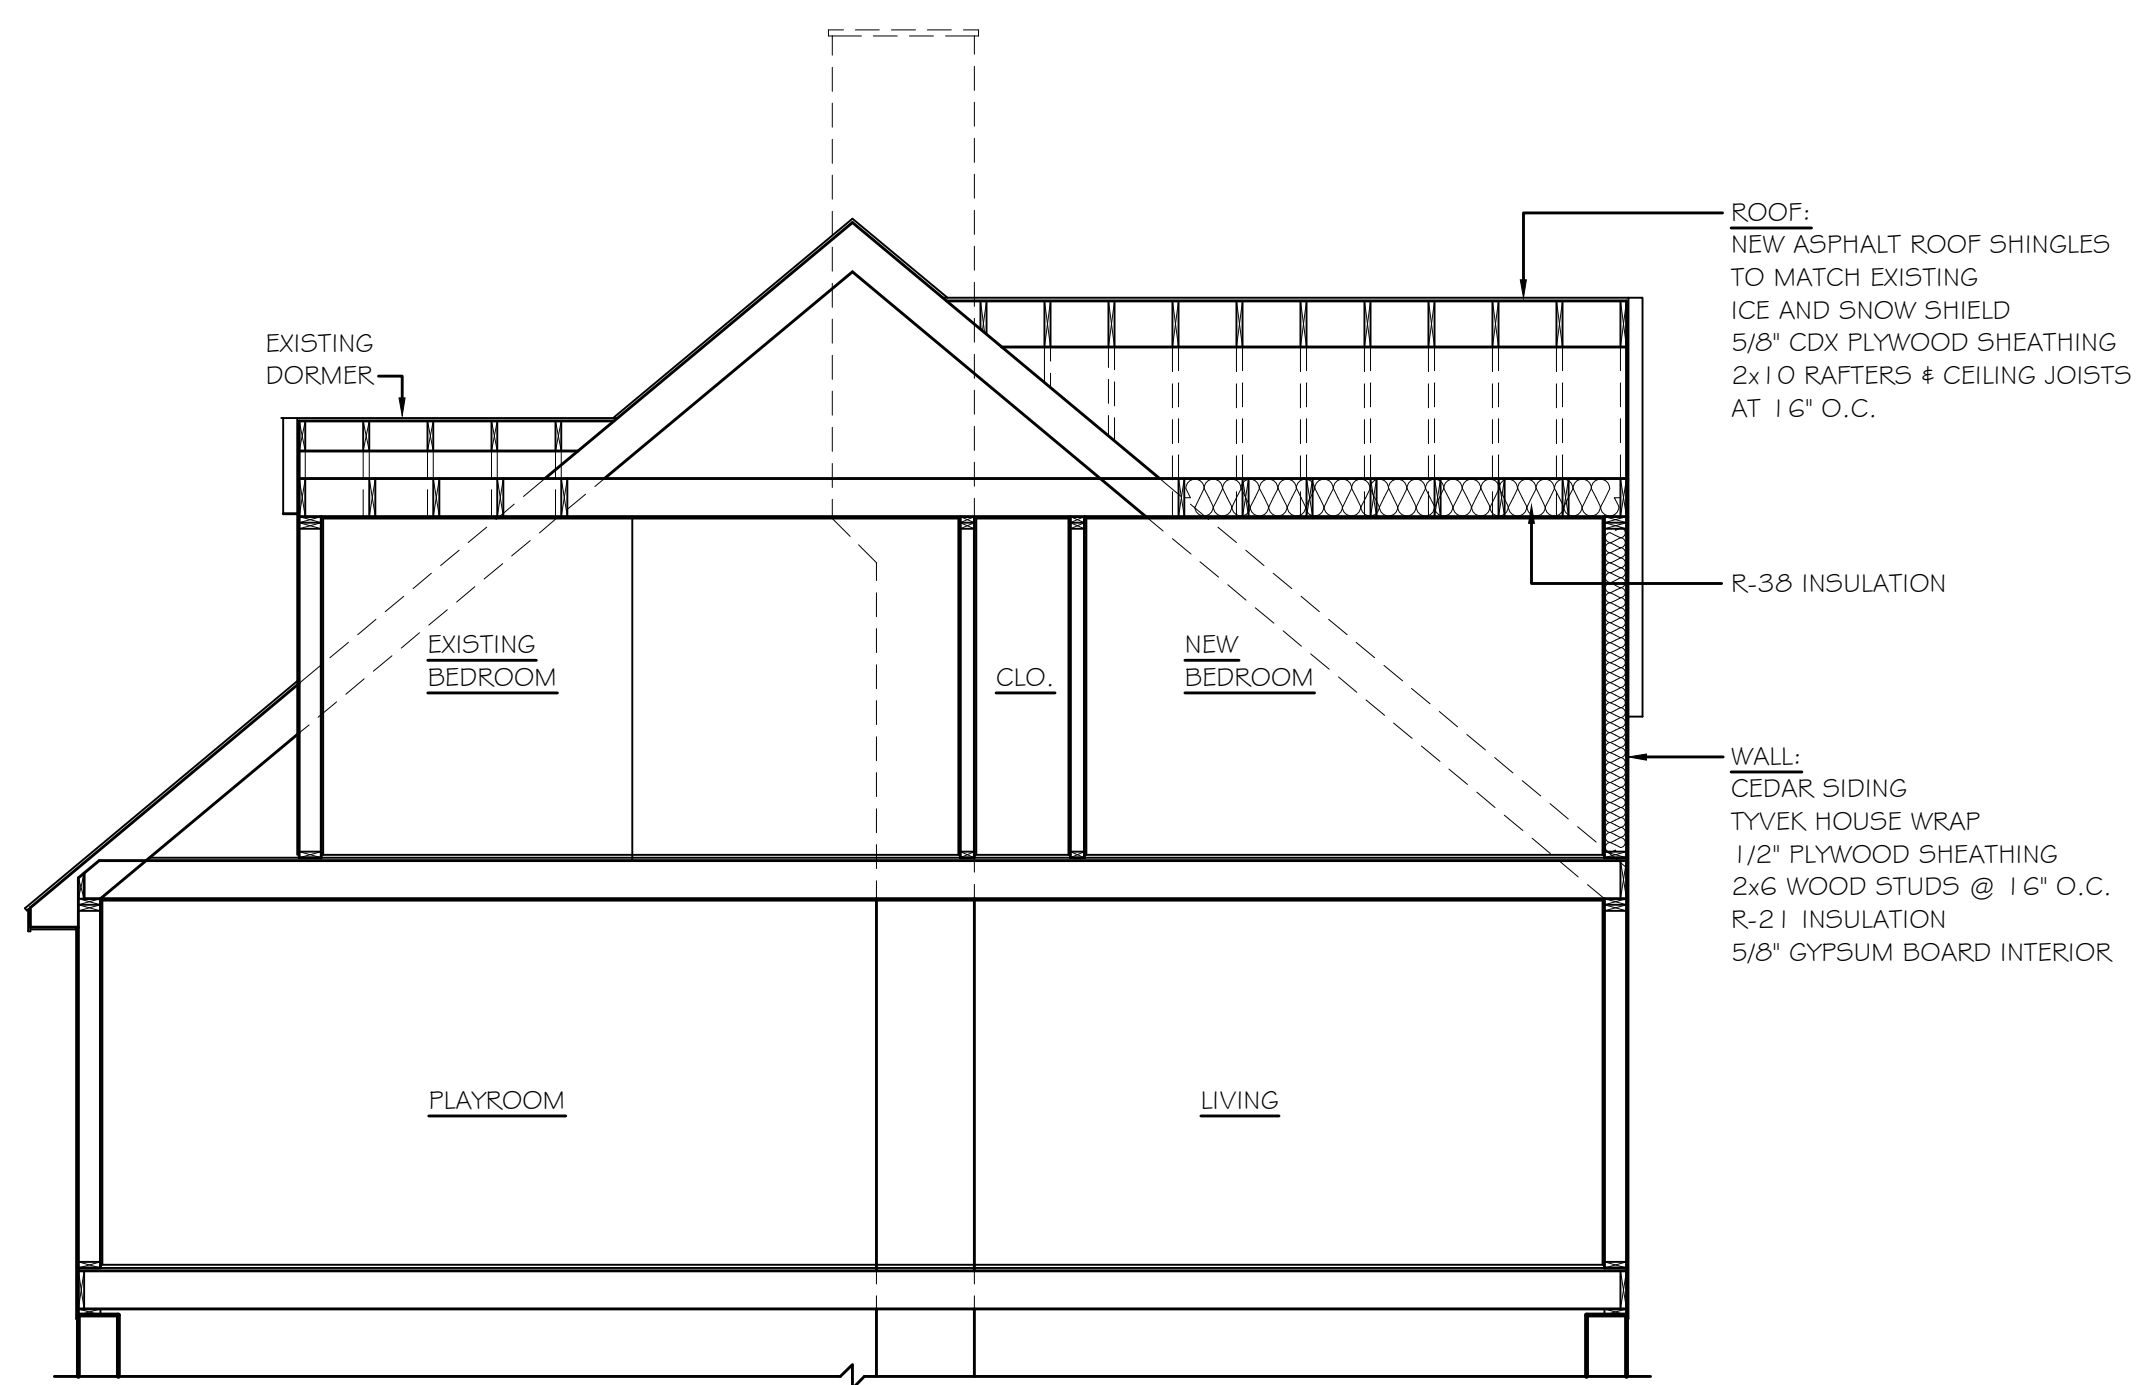 ROOF:
NEW ASPHALT ROOF SHINGLES
TO MATCH EXISTING
ICE AND SNOW SHIELD
5/8" CDX PLYWOOD SHEATHING
2x10 RAFTERS & CEILING JOISTS
AT 16" O.C.
EXISTING
DORMER
R-38 INSULATION
EXISTING
BEDROOM
CLO.
NEW
BEDROOM
WALL:
CEDAR SIDING
TYVEK HOUSE WRAP
1/2" PLYWOOD SHEATHING
2x6 WOOD STUDS @ 16" O.C.
R-21 INSULATION
5/8" GYPSUM BOARD INTERIOR
PLAYROOM
LIVING